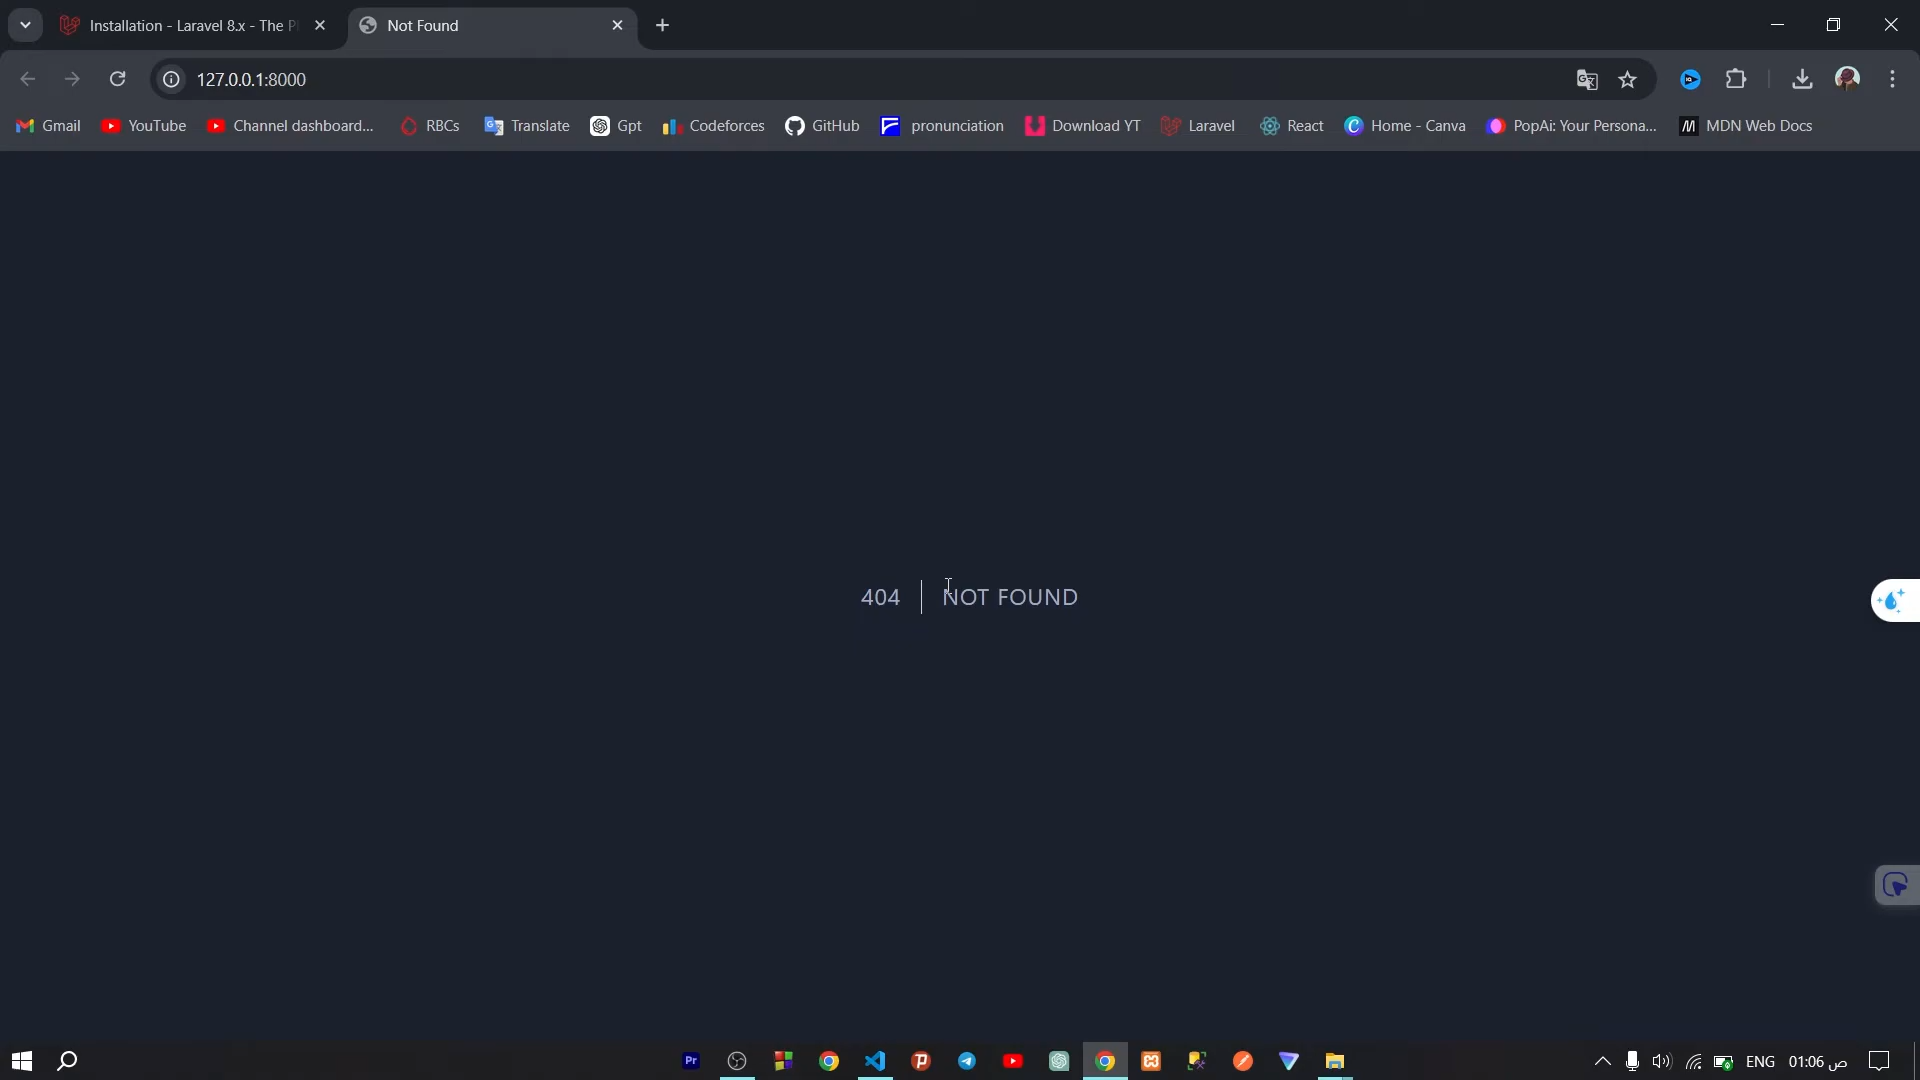 Installation - Laravel 8.x - The P
Not Found
127.0.0.1:8000
Gmail
YouTube
Channel dashboard...
RBCs
Translate
Gpt
Codeforces
GitHub
pronunciation
Download YT
Laravel
React
Home - Canva
PopAi: Your Persona...
MDN Web Docs
404
NOT FOUND
Pr
ENG
01:06 ص